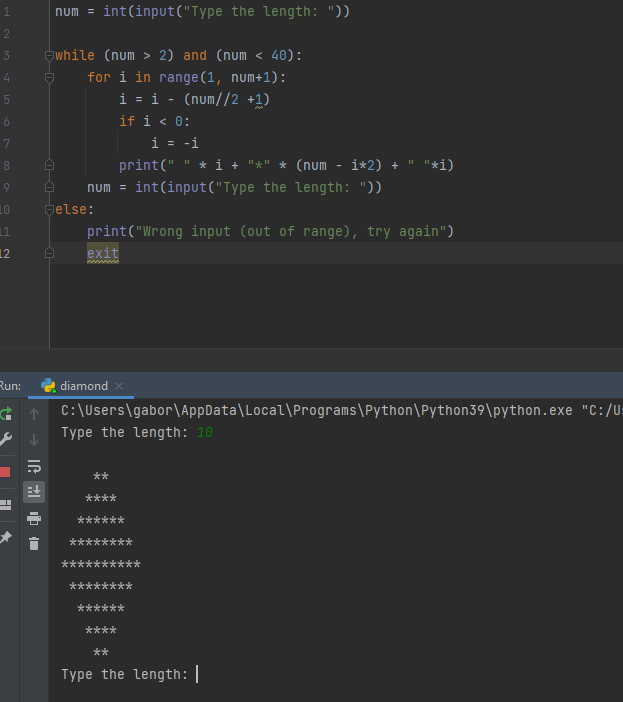 1 num = int(input("Type the length: "))
2
3 while (num > 2) and (num < 40):
4     for i in range(1, num+1):
5         i = i - (num//2 +1)
6         if i < 0:
7             i = -i
8         print(" " * i + "*" * (num - i*2) + " "*i)
9     num = int(input("Type the length: "))
10 else:
11     print("Wrong input (out of range), try again")
12     exit
Run: diamond
C:\Users\gabor\AppData\Local\Programs\Python\Python39\python.exe "C:/U
Type the length: 10
    **
   ****
  ******
 ********
**********
 ********
  ******
   ****
    **
Type the length: